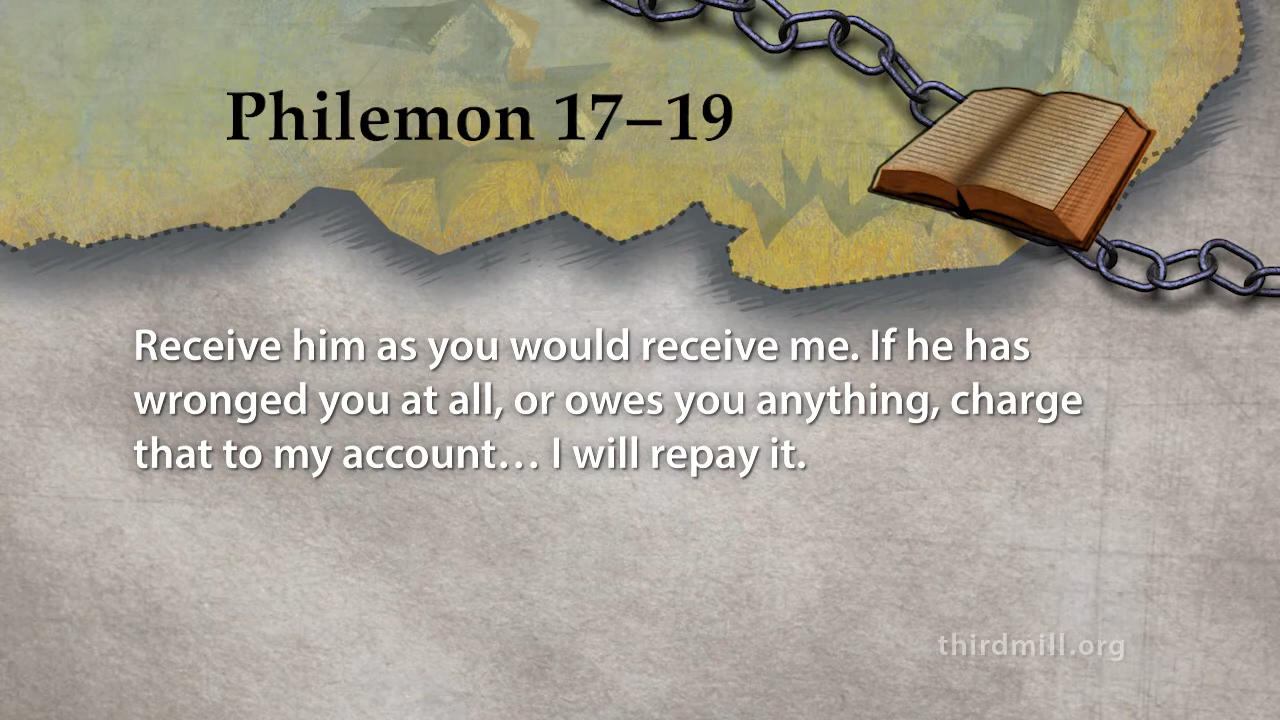 Philemon 17–19
Receive him as you would receive me. If he has
wronged you at all, or owes you anything, charge
that to my account… I will repay it.
thirdmill.org